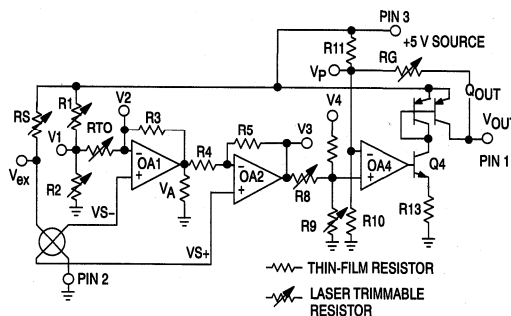 PIN 3
+5 V SOURCE
R11
RG
VP
QOUT
V2
R1
R3
RS
V4
VOUT
V1
RTO
R5
V3
PIN 1
–
OA1
+
R4
–
OA2
+
–
OA4
+
Q4
Vex
R2
VA
R8
VS–
R9
R10
R13
VS+
PIN 2
THIN-FILM RESISTOR
LASER TRIMMABLE
RESISTOR